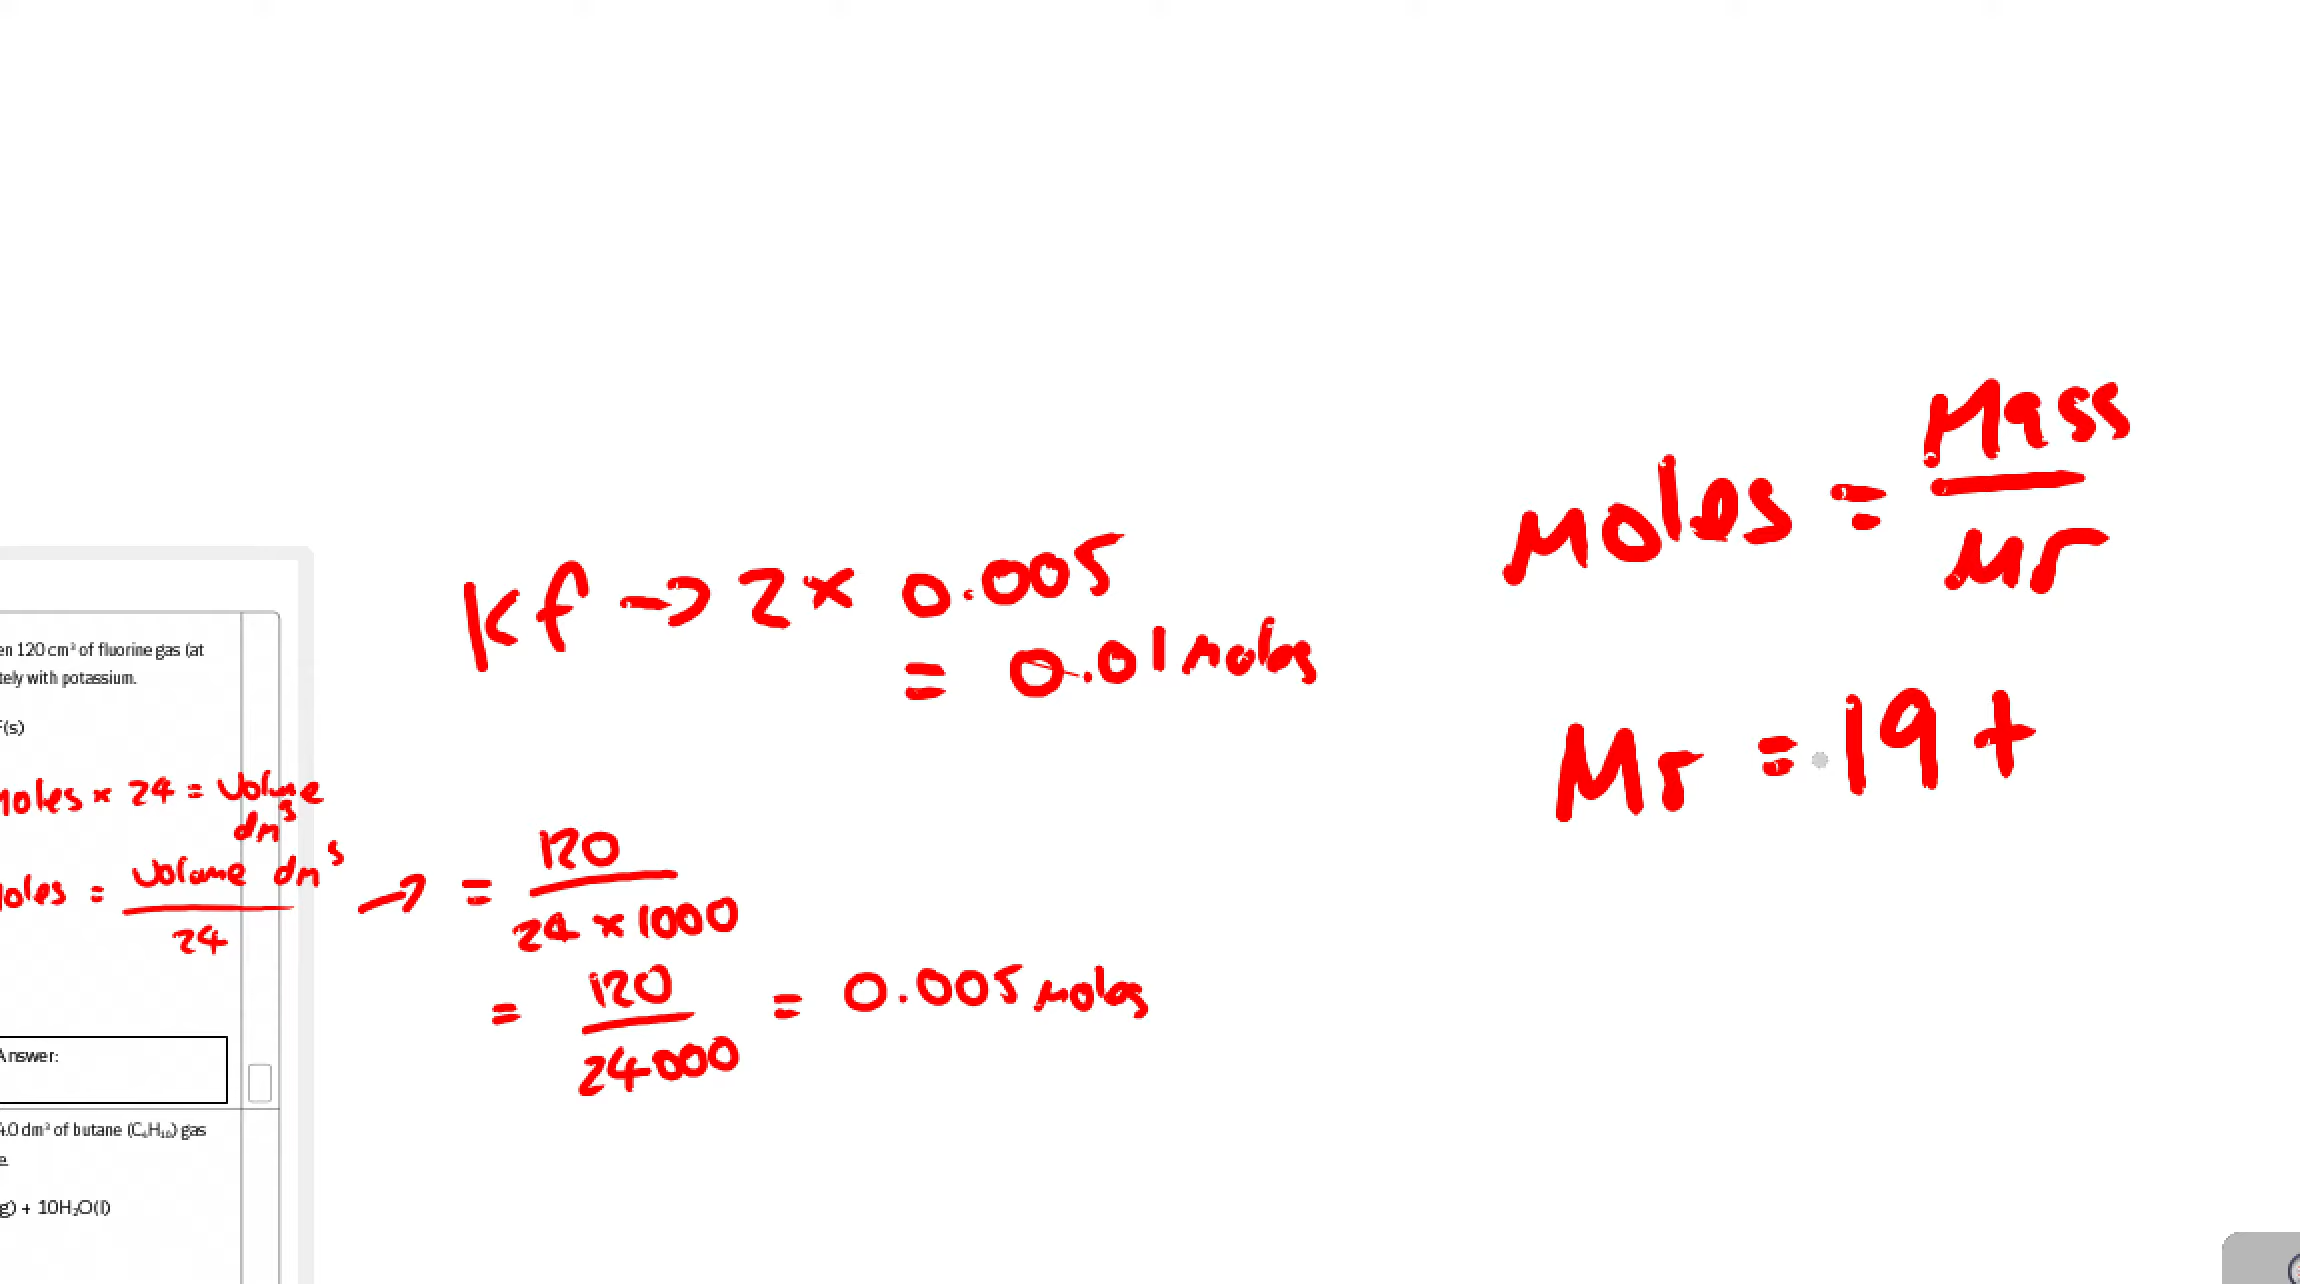 en 120 cm³ of fluorine gas (at
tely with potassium.
F(s)
moles × 24 = Volume
dm³
oles = Volume dm³
24
→ = 120
24 × 1000
= 120
24000
= 0.005 moles
Kf → 2 × 0.005
= 0.01 moles
Moles = Mass
Mr
Mr = 19 +
Answer:
4.0 dm³ of butane (C₄H₁₀) gas
e.
g) + 10H₂O(l)